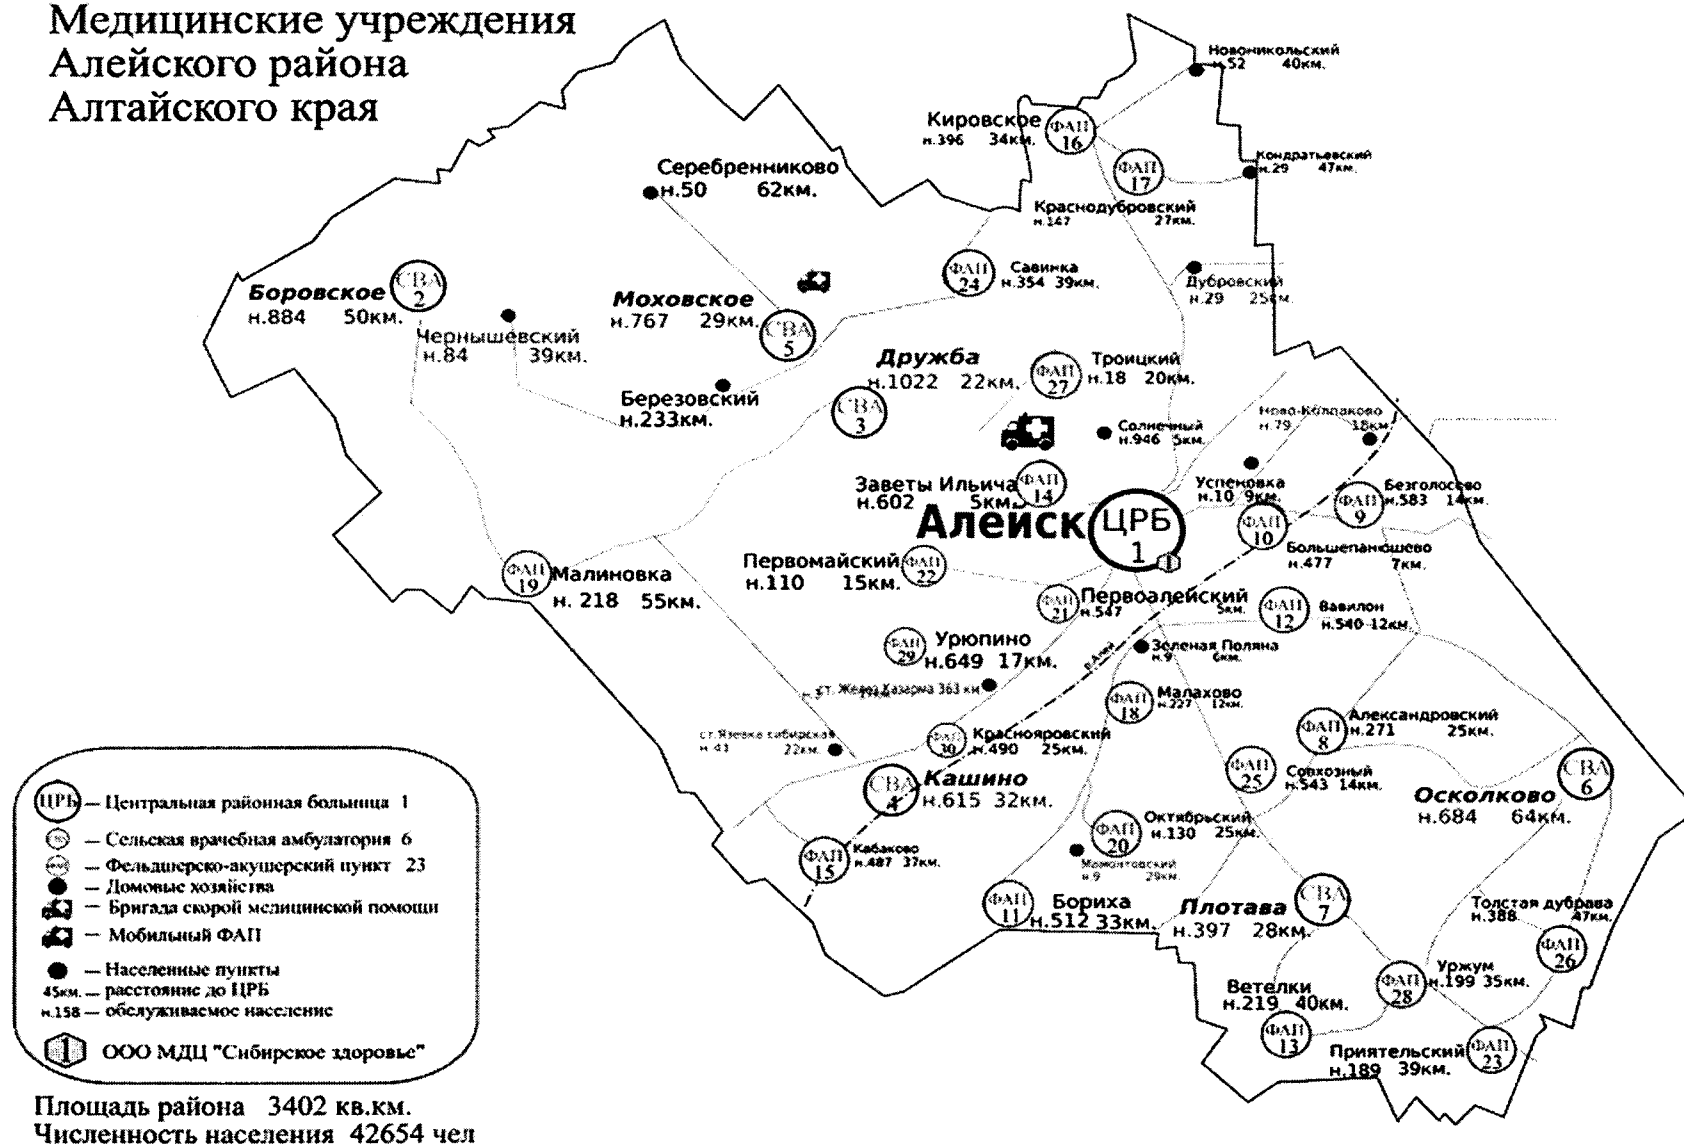 Медицинские учреждения
Алейского района
Алтайского края
Новоникольский
н.52 40км.
Кировское
н.396 34км.
ФАП
16
ФАП
17
Кондратьевский
н.29 47км.
Краснодубровский
н.147 27км.
Серебренниково
н.50 62км.
Боровское
н.884 50км.
СВА
2
Чернышевский
н.84 39км.
Моховское
н.767 29км.
СВА
5
ФАП
24
Савинка
н.354 39км.
Дубровский
н.29 25км.
Березовский
н.233км.
Дружба
н.1022 22км.
СВА
3
ФАП
27
Троицкий
н.18 20км.
Солнечный
н.946 5км.
Ново-Колпаково
н.79 18км
Заветы Ильича
н.602 5км.
ФАП
14
Успеновка
н.10 9км.
Безголосово
н.583 14км.
ФАП
9
Алейск
ЦРБ
1
1
ФАП
10
Большепанюшево
н.477 7км.
Первомайский
н.110 15км.
ФАП
22
ФАП
19
Малиновка
н. 218 55км.
ФАП
21
Первоалейский
н.547 5км.
ФАП
12
Вавилон
н.540 12км.
ФАП
29
Урюпино
н.649 17км.
р.Алей
Зеленая Поляна
н.9 6км.
Казарма 363 км
ФАП
18
Малахово
н.227 12км.
ст.Язевка сибирская
н.43 22км.
ФАП
30
Краснояровский
н.490 25км.
ФАП
8
Александровский
н.271 25км.
СВА
4
Кашино
н.615 32км.
ФАП
25
Совхозный
н.543 14км.
СВА
6
Осколково
н.684 64км.
ФАП
20
Октябрьский
н.130 25км.
ФАП
15
Кабаково
н.487 37км.
Мамонтовский
н.9 29км.
ФАП
11
Бориха
н.512 33км.
Плотава
н.397 28км.
СВА
7
Толстая дубрава
н.388 47км.
ФАП
26
Ветелки
н.219 40км.
ФАП
13
ФАП
28
Уржум
н.199 35км.
Приятельский
н.189 39км.
ФАП
23
ЦРБ — Центральная районная больница 1
— Сельская врачебная амбулатория 6
— Фельдшерско-акушерский пункт 23
— Домовые хозяйства
— Бригада скорой медицинской помощи
— Мобильный ФАП
— Населенные пункты
45км. — расстояние до ЦРБ
н.158 — обслуживаемое население
1 ООО МДЦ "Сибирское здоровье"
Площадь района 3402 кв.км.
Численность населения 42654 чел